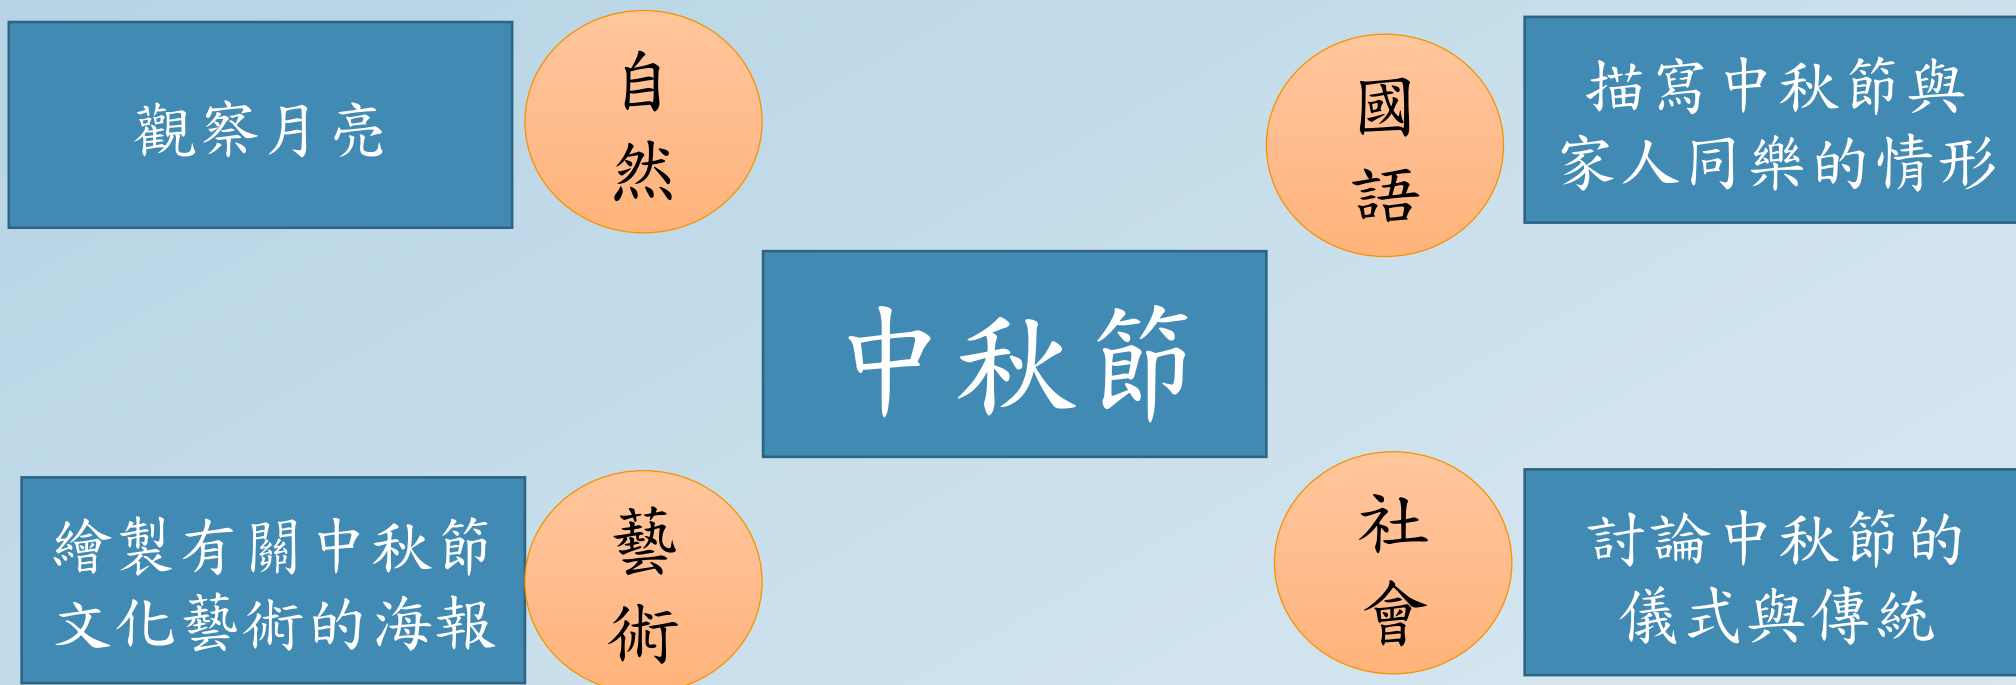 觀察月亮
自
然
國
語
描寫中秋節與
家人同樂的情形
中秋節
繪製有關中秋節
文化藝術的海報
藝
術
社
會
討論中秋節的
儀式與傳統